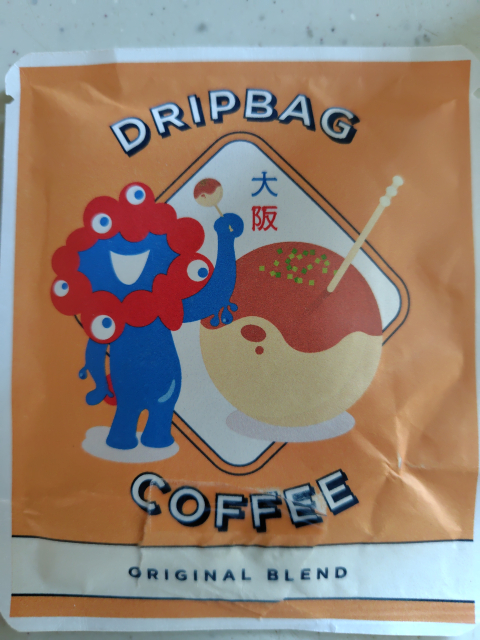 DRIPBAG
大
阪
COFFEE
ORIGINAL BLEND